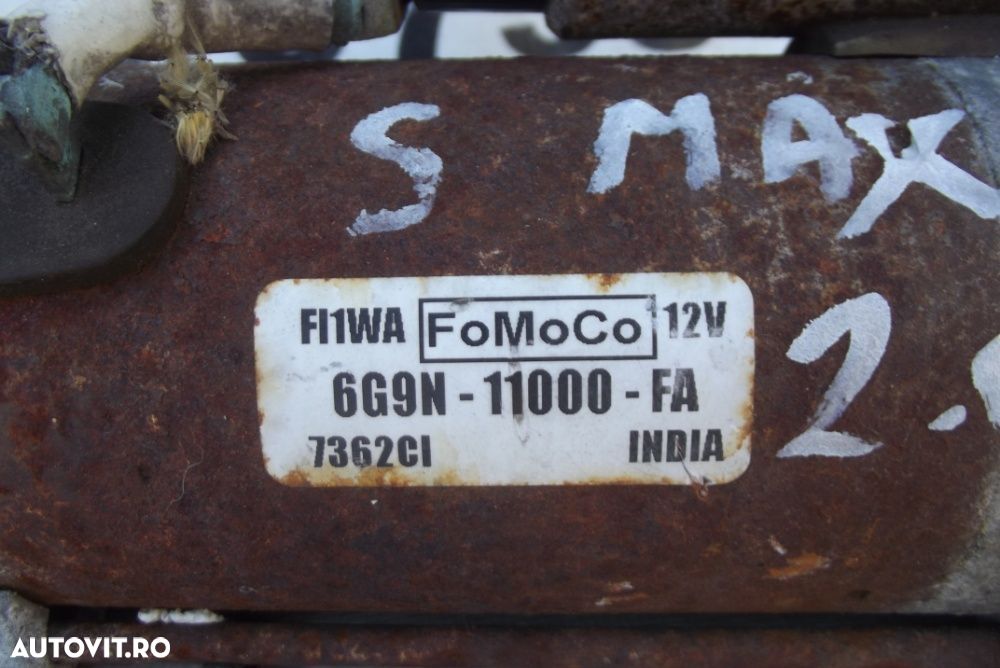 S MAX
2.
FI1WA FoMoCo 12V
6G9N - 11000 - FA
7362CI INDIA
AUTOVIT.RO